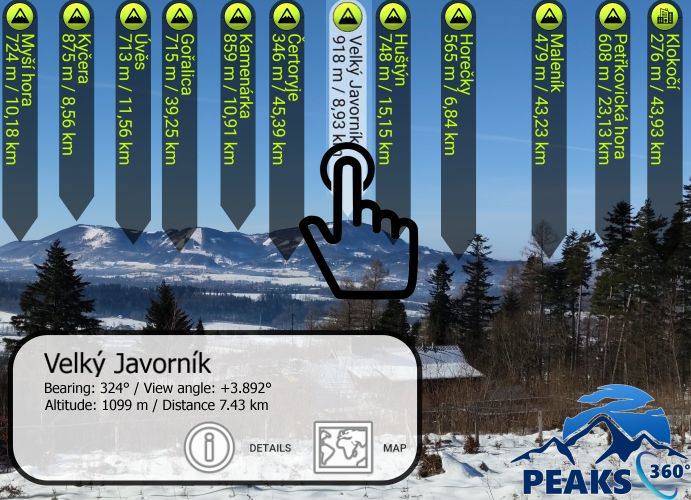 Myší hora
724 m / 10,18 km
Kyčera
875 m / 8,56 km
Úvěs
713 m / 11,56 km
Gořalica
715 m / 39,25 km
Kamenárka
859 m / 10,91 km
Čertoryje
346 m / 45,39 km
Velký Javorník
918 m / 8,93 k
Huštýn
748 m / 15,15 km
Horečky
565 m / 6,84 km
Maleník
479 m / 43,23 km
Petřkovická hora
608 m / 23,13 km
Klokočí
276 m / 43,93 km
Velký Javorník
Bearing: 324° / View angle: +3.892°
Altitude: 1099 m / Distance 7.43 km
DETAILS
MAP
PEAKS 360°